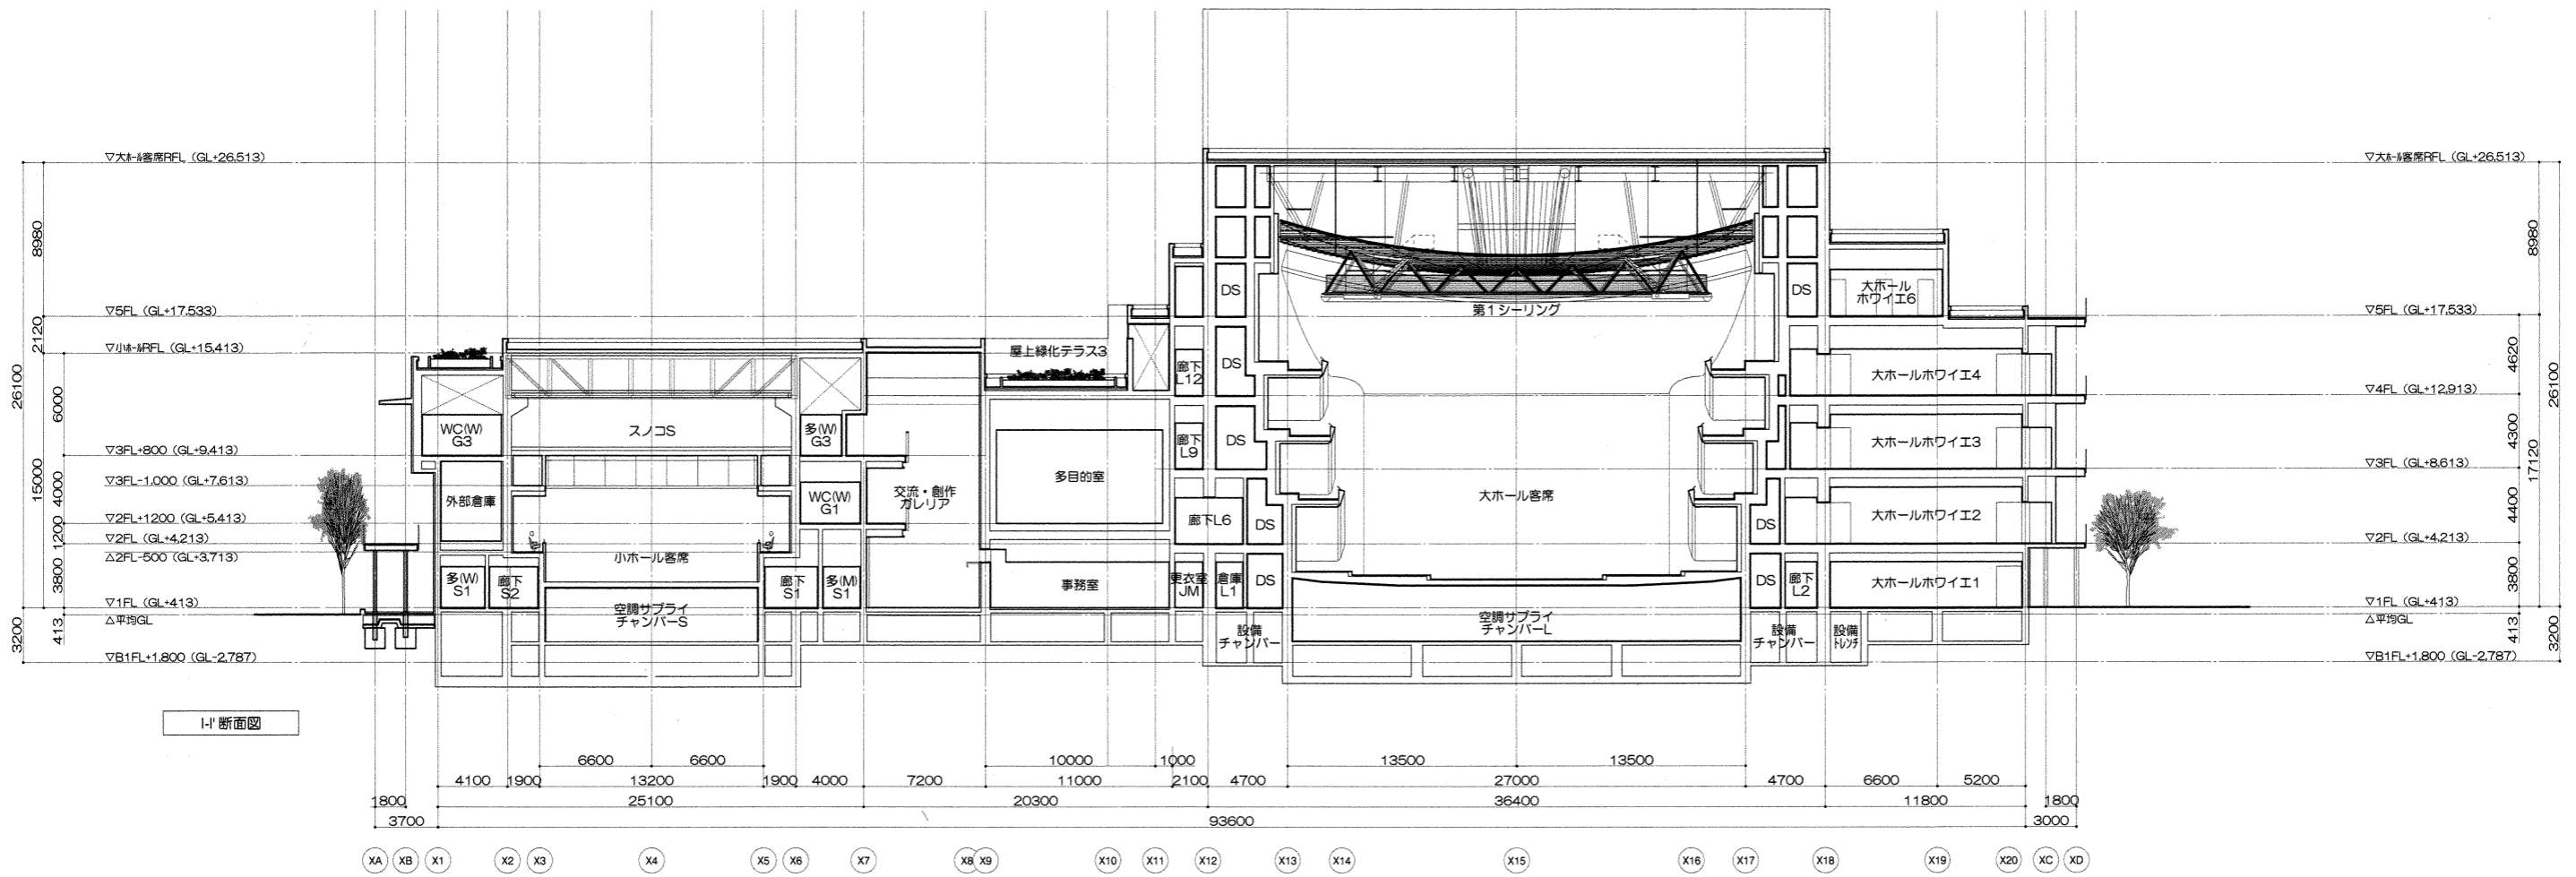 ▽大ホール客席RFL (GL+26,513)
▽大ホール客席RFL (GL+26,513)
8980
8980
DS
DS
大ホール
ホワイエ6
▽5FL (GL+17,533)
第1シーリング
▽5FL (GL+17,533)
2120
▽小ホールRFL (GL+15,413)
屋上緑化テラス3
廊下
L12
DS
大ホールホワイエ4
4620
26100
26100
▽4FL (GL+12,913)
6000
WC(W)
G3
スノコS
多(W)
G3
廊下
L9
DS
大ホールホワイエ3
4300
▽3FL+800 (GL+9,413)
▽3FL (GL+8,613)
17120
15000
▽3FL-1,000 (GL+7,613)
4000
外部倉庫
WC(W)
G1
交流・創作
ガレリア
多目的室
大ホール客席
廊下L6
DS
DS
大ホールホワイエ2
4400
▽2FL+1200 (GL+5,413)
1200
▽2FL (GL+4,213)
▽2FL (GL+4,213)
△2FL-500 (GL+3,713)
小ホール客席
3800
多(W)
S1
廊下
S2
廊下
S1
多(M)
S1
事務室
更衣室
JM
倉庫
L1
DS
DS
廊下
L2
大ホールホワイエ1
3800
▽1FL (GL+413)
▽1FL (GL+413)
空調サプライ
チャンバーS
空調サプライ
チャンバーL
△平均GL
△平均GL
413
413
設備
チャンバー
設備
チャンバー
設備
トレンチ
3200
3200
▽B1FL+1,800 (GL-2,787)
▽B1FL+1,800 (GL-2,787)
I-I' 断面図
6600 6600 10000 1000 13500 13500
4100 1900 13200 1900 4000 7200 11000 2100 4700 27000 4700 6600 5200
1800 25100 20300 36400 11800 1800
3700 93600 3000
XA XB X1 X2 X3 X4 X5 X6 X7 X8 X9 X10 X11 X12 X13 X14 X15 X16 X17 X18 X19 X20 XC XD